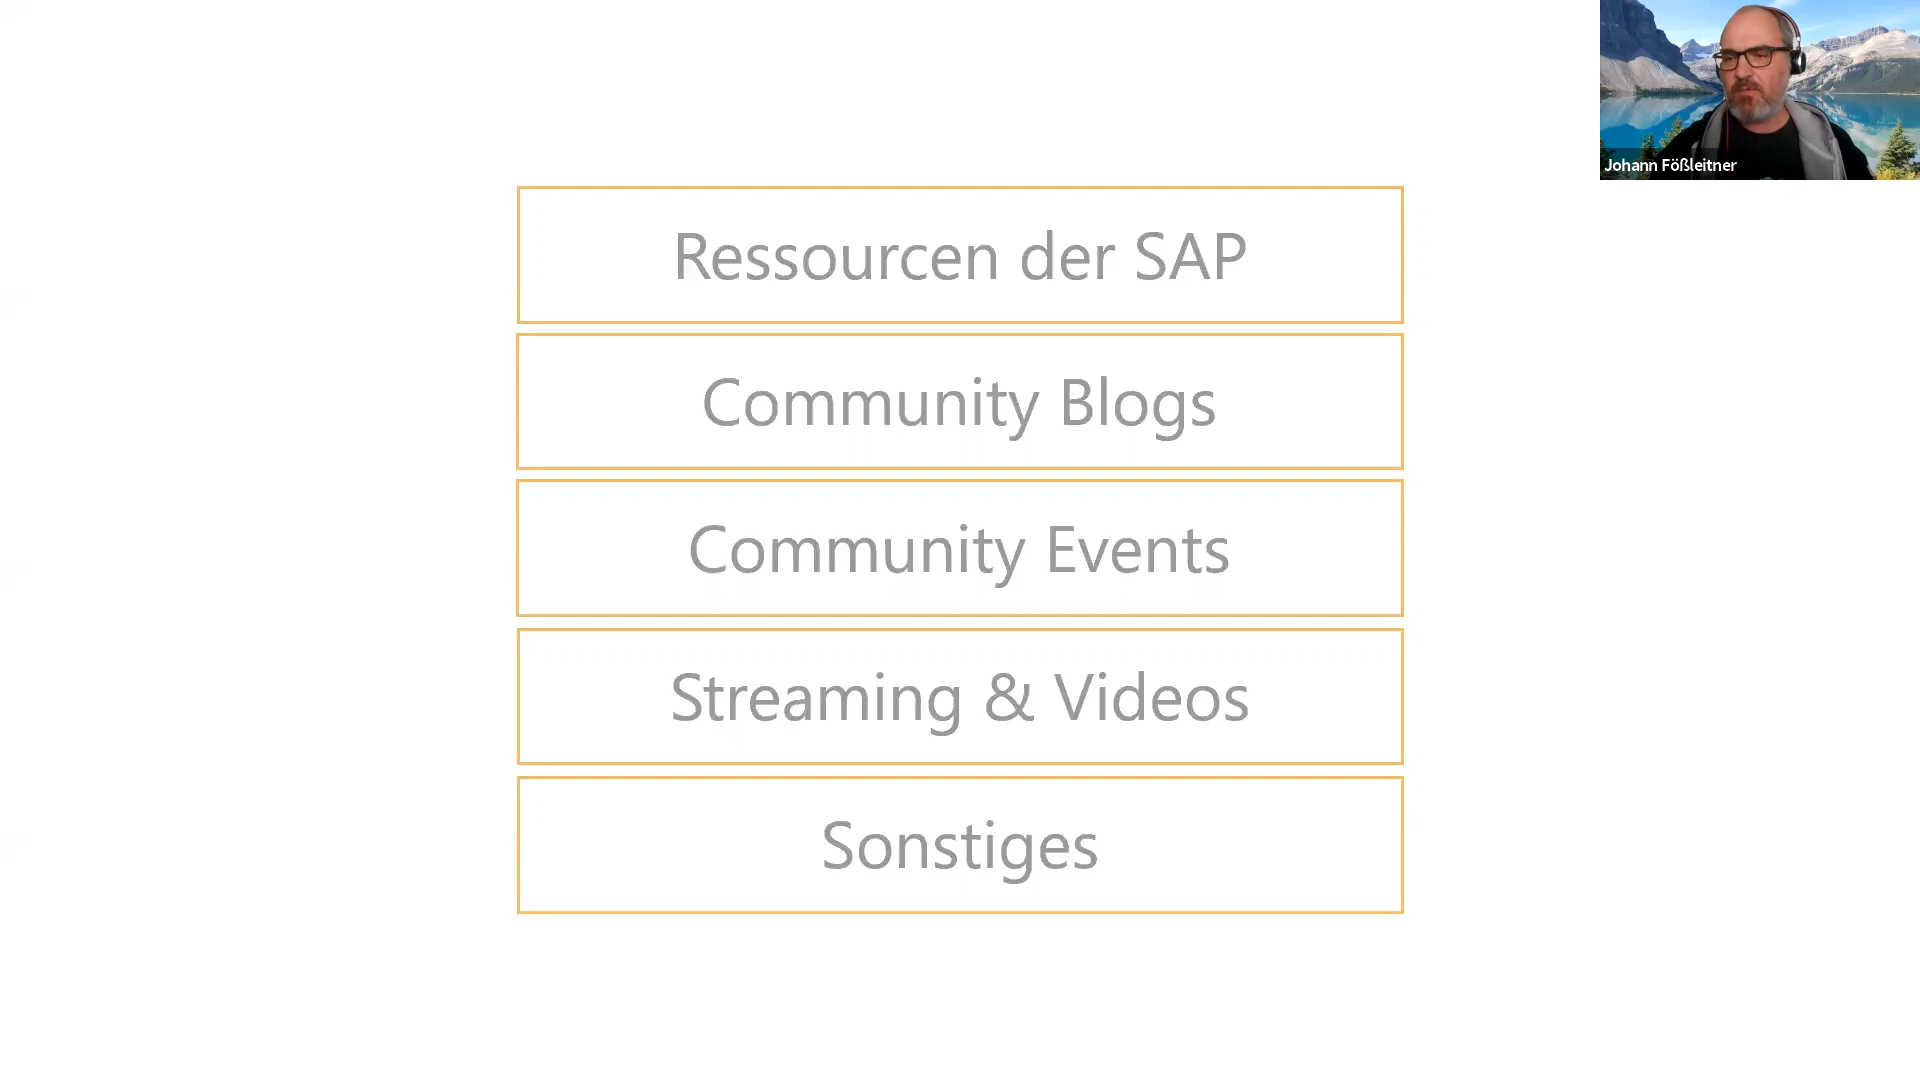 Johann Fößleitner
Ressourcen der SAP
Community Blogs
Community Events
Streaming & Videos
Sonstiges